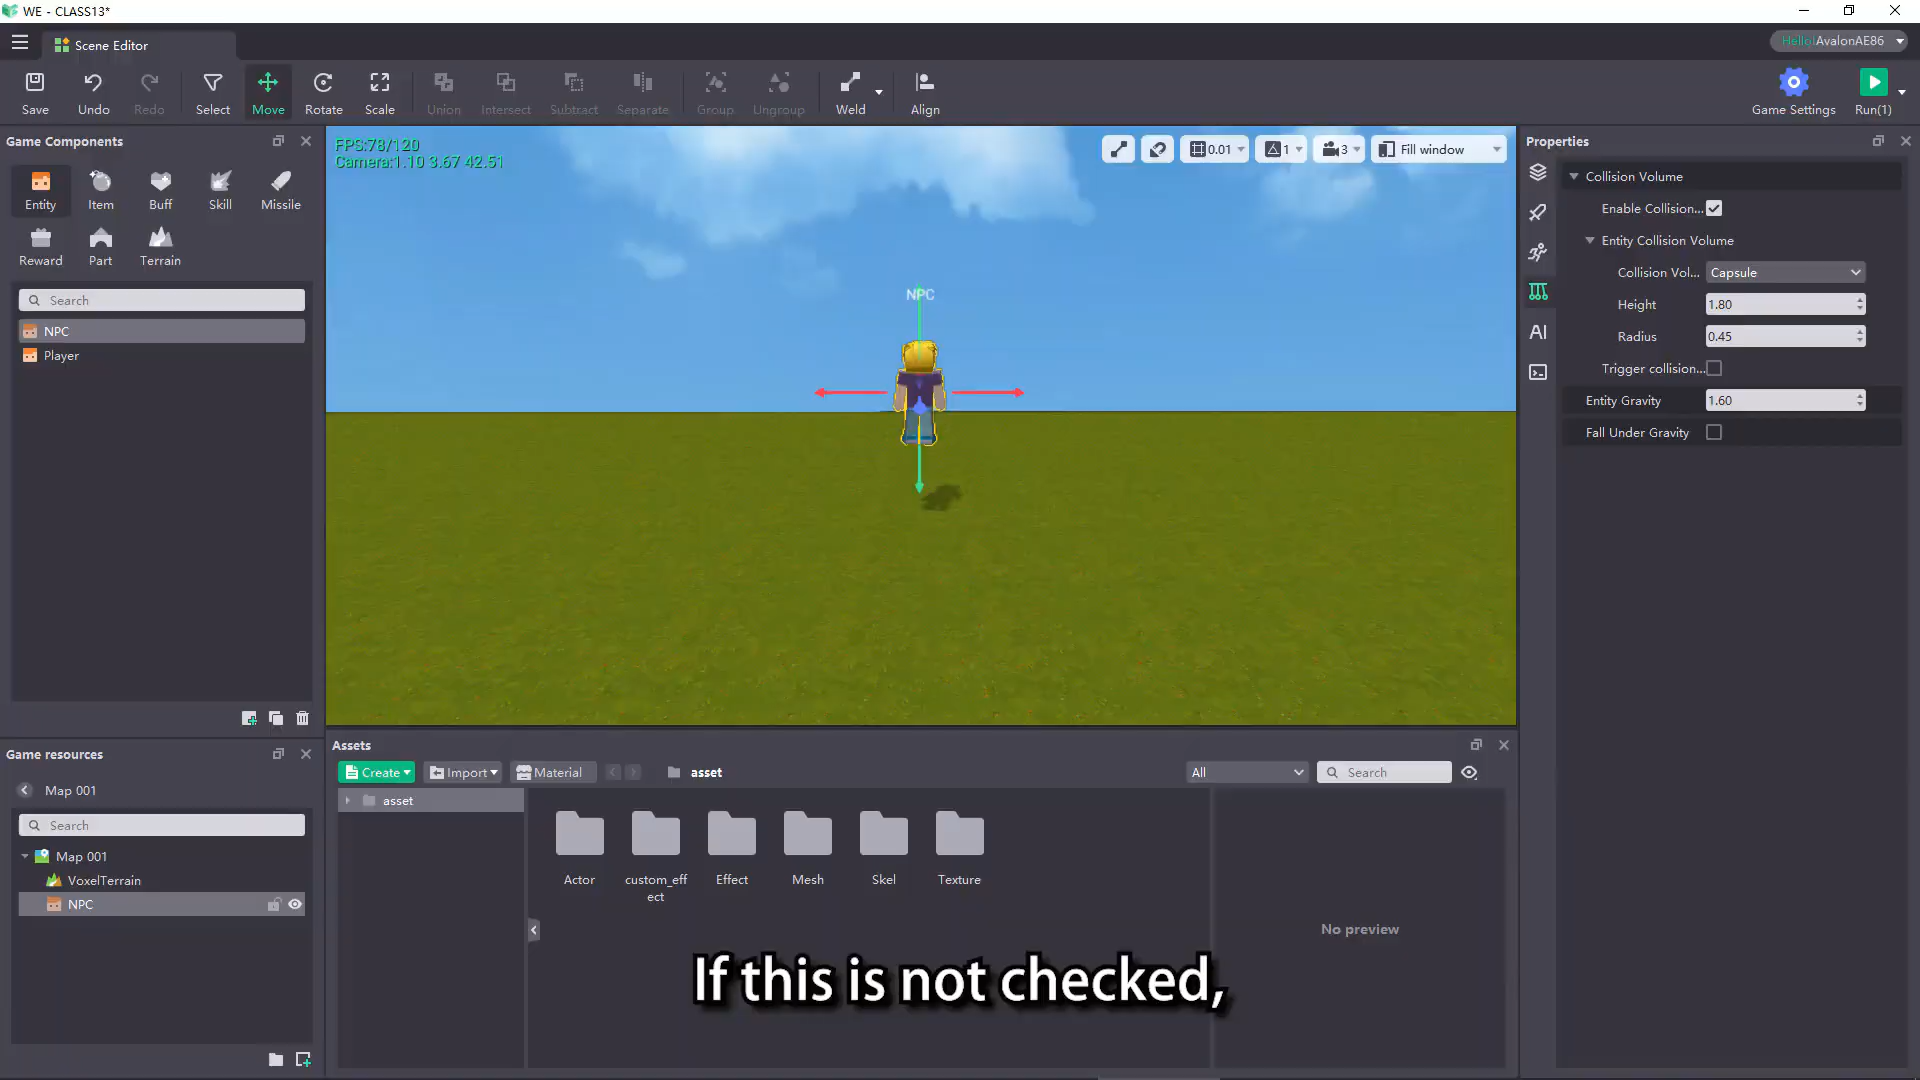 WE - CLASS13*
Scene Editor
Hello!AvalonAE86
Save
Undo
Redo
Select
Move
Rotate
Scale
Union
Intersect
Subtract
Separate
Group
Ungroup
Weld
Align
Game Settings
Run(1)
Game Components
Entity
Item
Buff
Skill
Missile
Reward
Part
Terrain
Search
NPC
Player
FPS:78/120
Camera:1.10 3.67 42.51
0.01
1
3
Fill window
NPC
Properties
Collision Volume
Enable Collision...
Entity Collision Volume
Collision Vol...
Capsule
Height
1.80
Radius
0.45
Trigger collision...
Entity Gravity
1.60
Fall Under Gravity
AI
Game resources
Map 001
Search
Map 001
VoxelTerrain
NPC
Assets
Create
Import
Material
asset
All
Search
asset
Actor
custom_eff
ect
Effect
Mesh
Skel
Texture
No preview
If this is not checked,